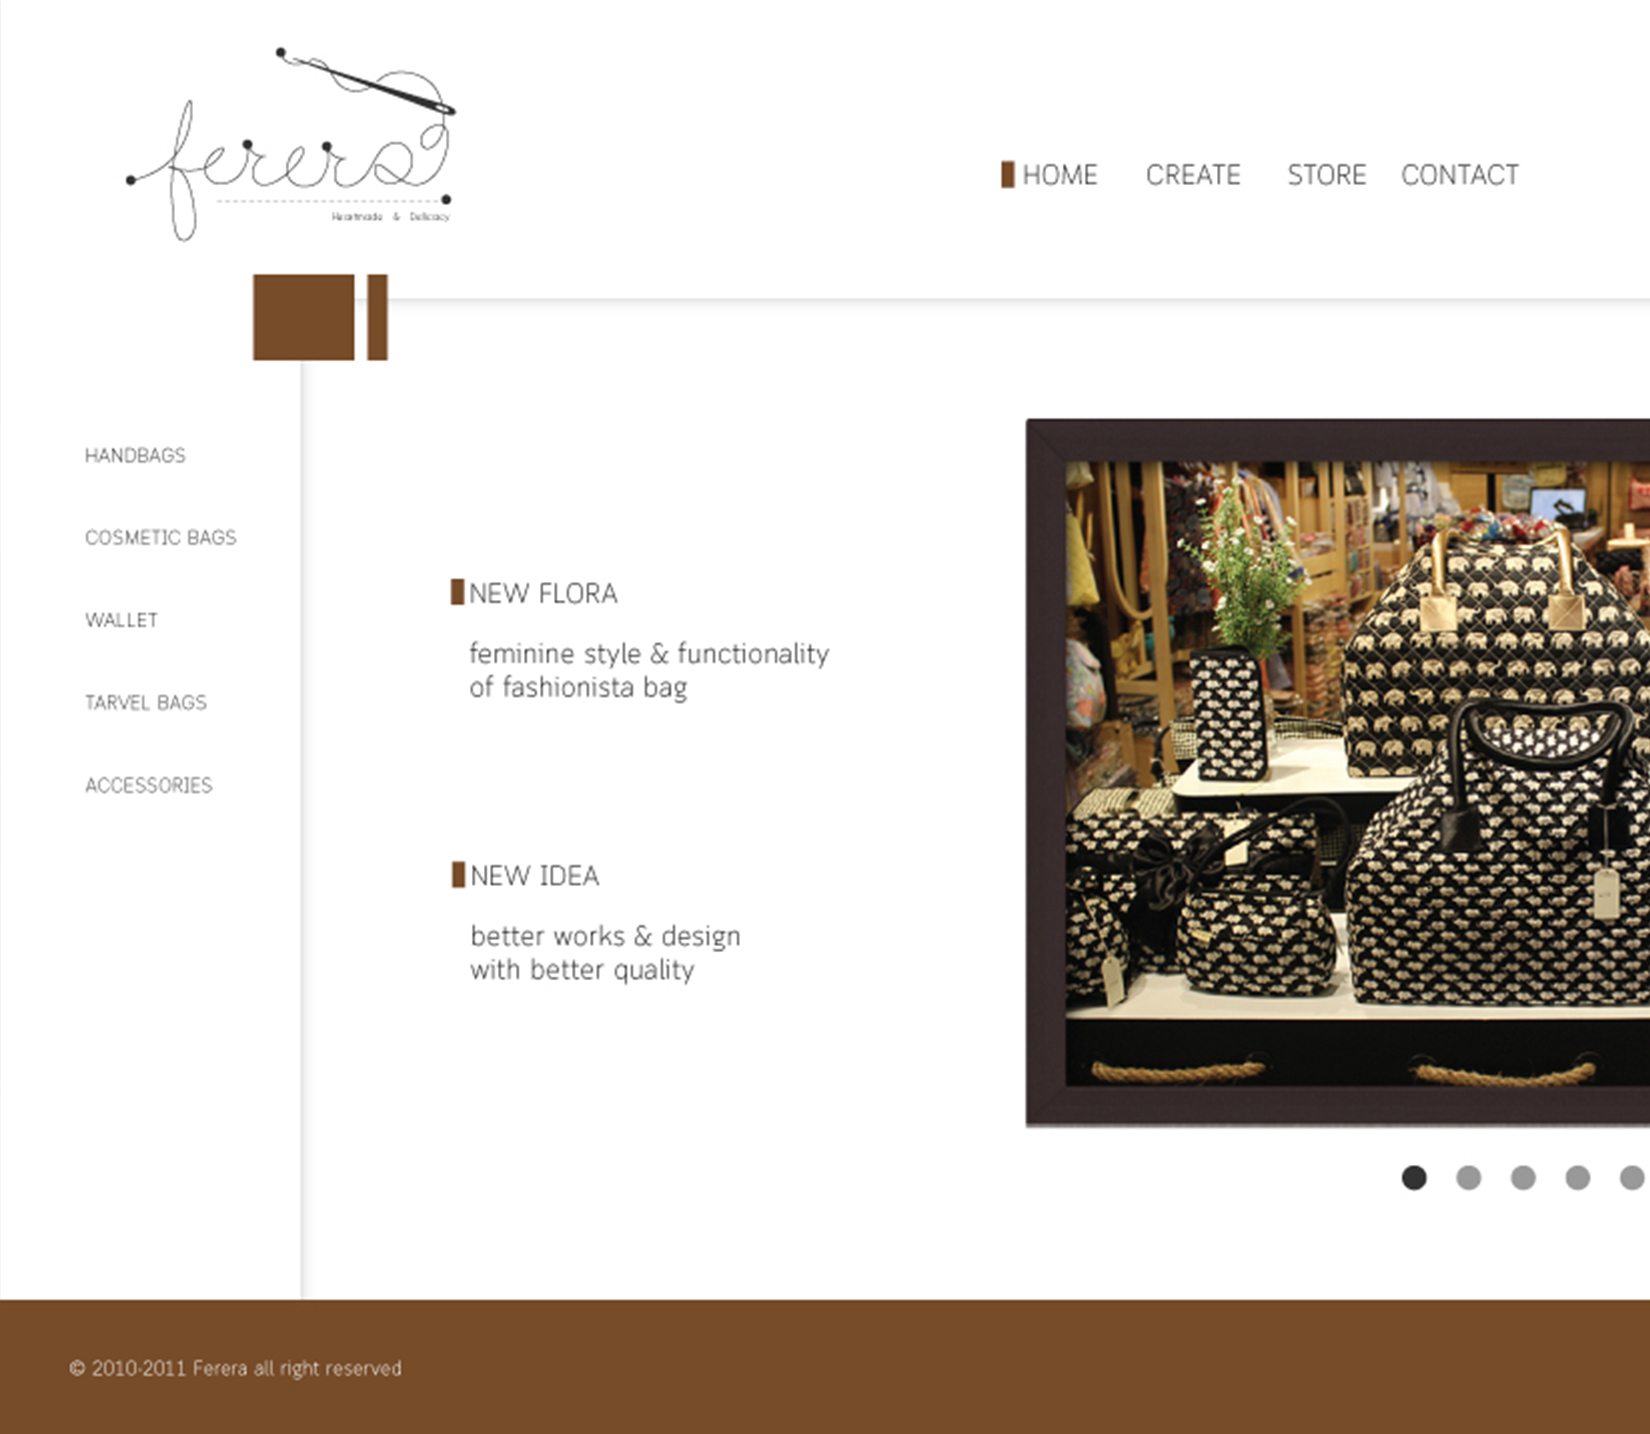 ferera
Heartmade & Delicacy
HOME CREATE STORE CONTACT
HANDBAGS
COSMETIC BAGS
WALLET
TARVEL BAGS
ACCESSORIES
NEW FLORA
feminine style & functionality
of fashionista bag
NEW IDEA
better works & design
with better quality
© 2010-2011 Ferera all right reserved